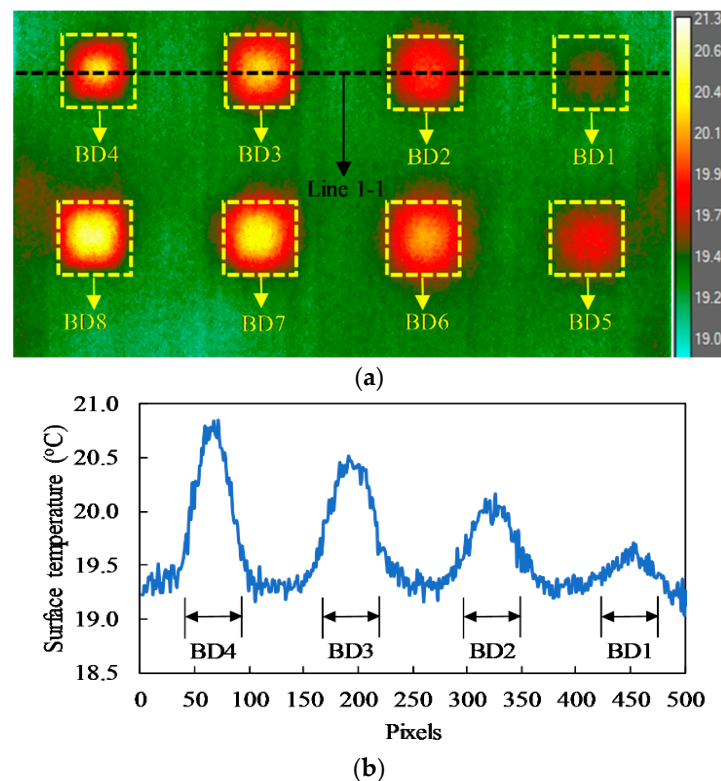 21.3
20.6
20.4
20.1
19.9
19.7
19.4
19.2
19.0
BD4 BD3 BD2 BD1
Line 1-1
BD8 BD7 BD6 BD5
(a)
21.0
20.5
20.0
19.5
19.0
18.5
Surface temperature (°C)
BD4 BD3 BD2 BD1
0 50 100 150 200 250 300 350 400 450 500
Pixels
(b)